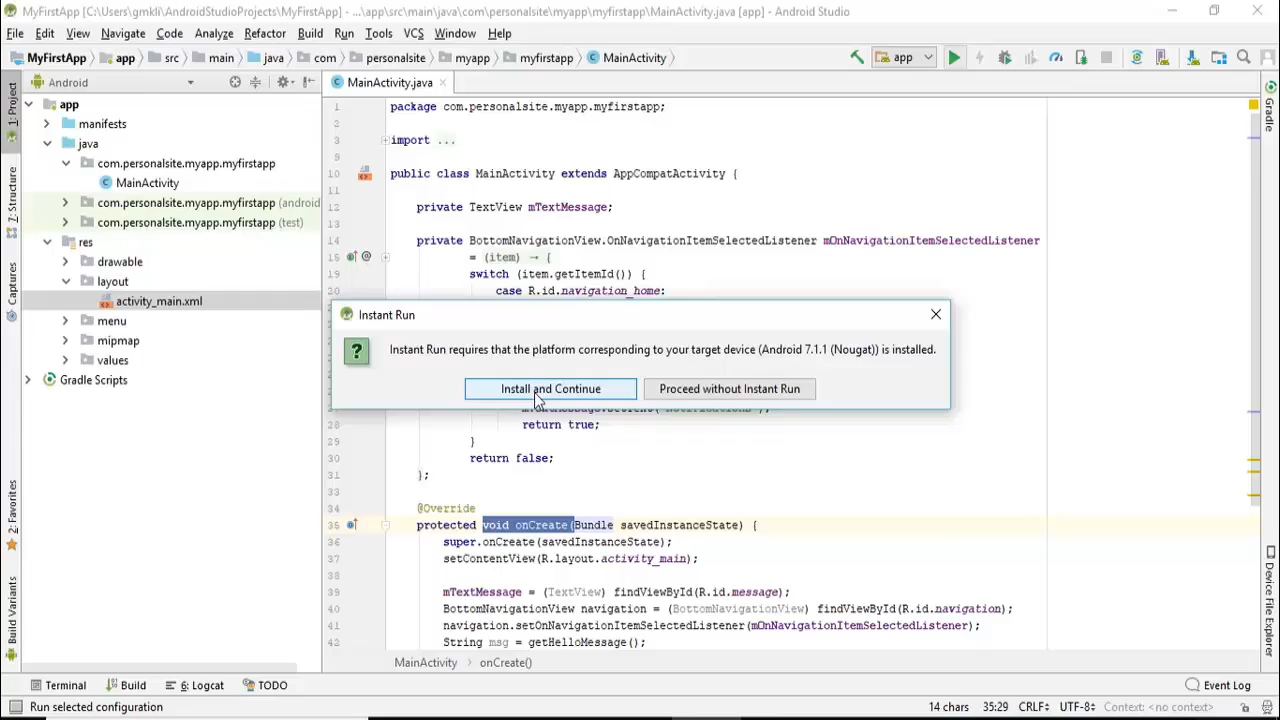 MyFirstApp [C:\Users\gmkli\AndroidStudioProjects\MyFirstApp] - ...\app\src\main\java\com\personalsite\myapp\myfirstapp\MainActivity.java [app] - Android Studio
File Edit View Navigate Code Analyze Refactor Build Run Tools VCS Window Help
MyFirstApp app src main java com personalsite myapp myfirstapp MainActivity app
Android
MainActivity.java
1: Project
7: Structure
Captures
2: Favorites
Build Variants
app
manifests
java
com.personalsite.myapp.myfirstapp
MainActivity
com.personalsite.myapp.myfirstapp (android
com.personalsite.myapp.myfirstapp (test)
res
drawable
layout
activity_main.xml
menu
mipmap
values
Gradle Scripts
1 package com.personalsite.myapp.myfirstapp;
2
3 import ...
9
10 public class MainActivity extends AppCompatActivity {
11
12 private TextView mTextMessage;
13
14 private BottomNavigationView.OnNavigationItemSelectedListener mOnNavigationItemSelectedListener
15 = (item) → {
19 switch (item.getItemId()) {
20 case R.id.navigation_home:
Instant Run
Instant Run requires that the platform corresponding to your target device (Android 7.1.1 (Nougat)) is installed.
Install and Continue
Proceed without Instant Run
28 return true;
29 }
30 return false;
31 };
33
34 @Override
35 protected void onCreate(Bundle savedInstanceState) {
36 super.onCreate(savedInstanceState);
37 setContentView(R.layout.activity_main);
38
39 mTextMessage = (TextView) findViewById(R.id.message);
40 BottomNavigationView navigation = (BottomNavigationView) findViewById(R.id.navigation);
41 navigation.setOnNavigationItemSelectedListener(mOnNavigationItemSelectedListener);
42 String msg = getHelloMessage();
MainActivity > onCreate()
Gradle
Device File Explorer
Terminal Build 6: Logcat TODO Event Log
Run selected configuration 14 chars 35:29 CRLF UTF-8 Context: <no context>